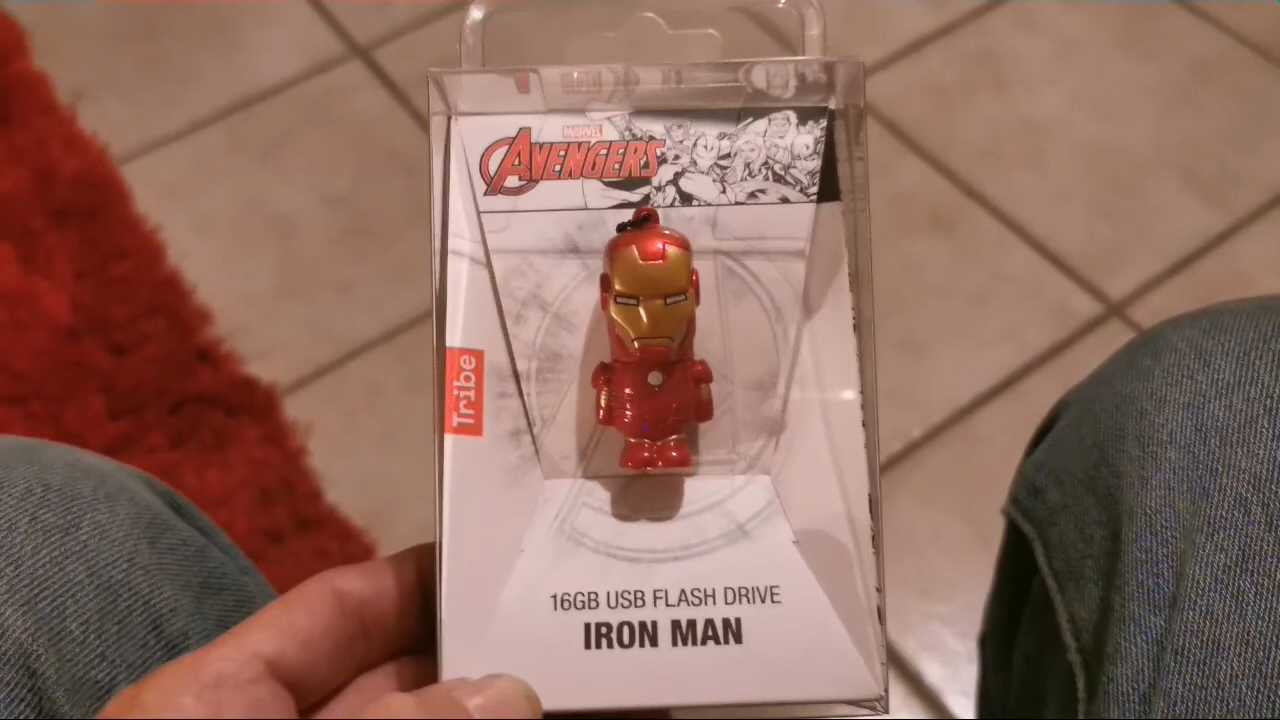 MARVEL
AVENGERS
Tribe
16GB USB FLASH DRIVE
IRON MAN